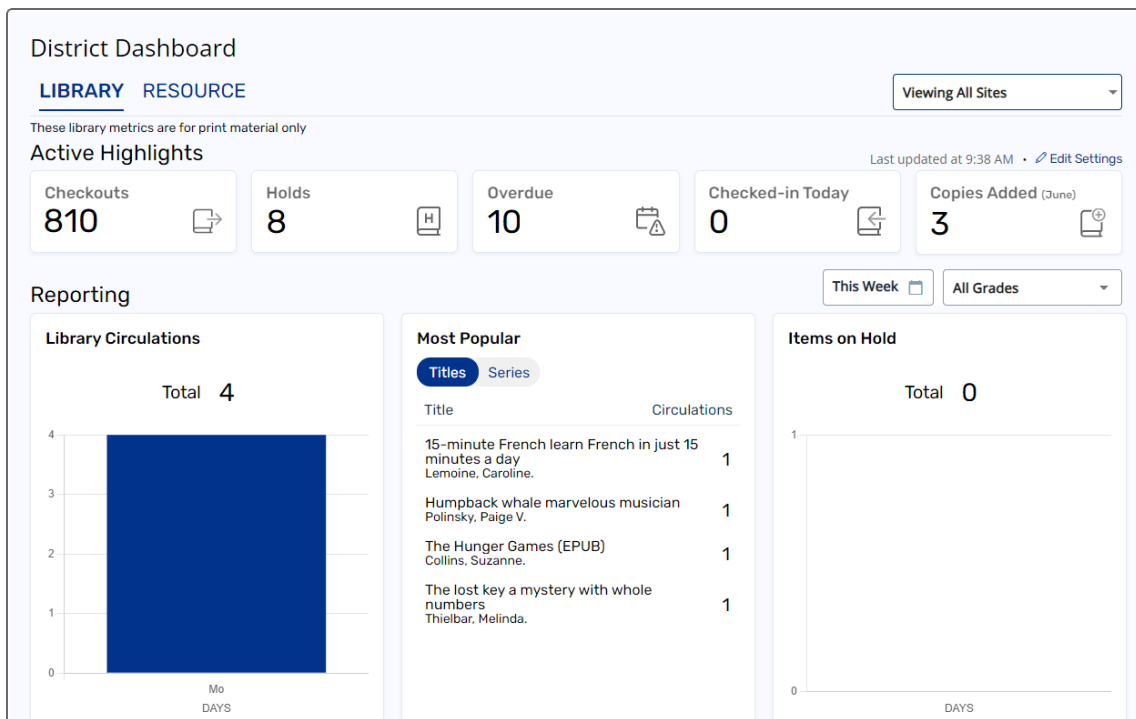 District Dashboard
LIBRARY RESOURCE
Viewing All Sites
These library metrics are for print material only
Active Highlights
Last updated at 9:38 AM • Edit Settings
Checkouts
810
Holds
8
H
Overdue
10
Checked-in Today
0
Copies Added (June)
3
Reporting
This Week
All Grades
Library Circulations
Total 4
4
3
2
1
0
Mo
DAYS
Most Popular
Titles Series
Title Circulations
15-minute French learn French in just 15
minutes a day
Lemoine, Caroline.
1
Humpback whale marvelous musician
Polinsky, Paige V.
1
The Hunger Games (EPUB)
Collins, Suzanne.
1
The lost key a mystery with whole
numbers
Thielbar, Melinda.
1
Items on Hold
Total 0
1
0
DAYS